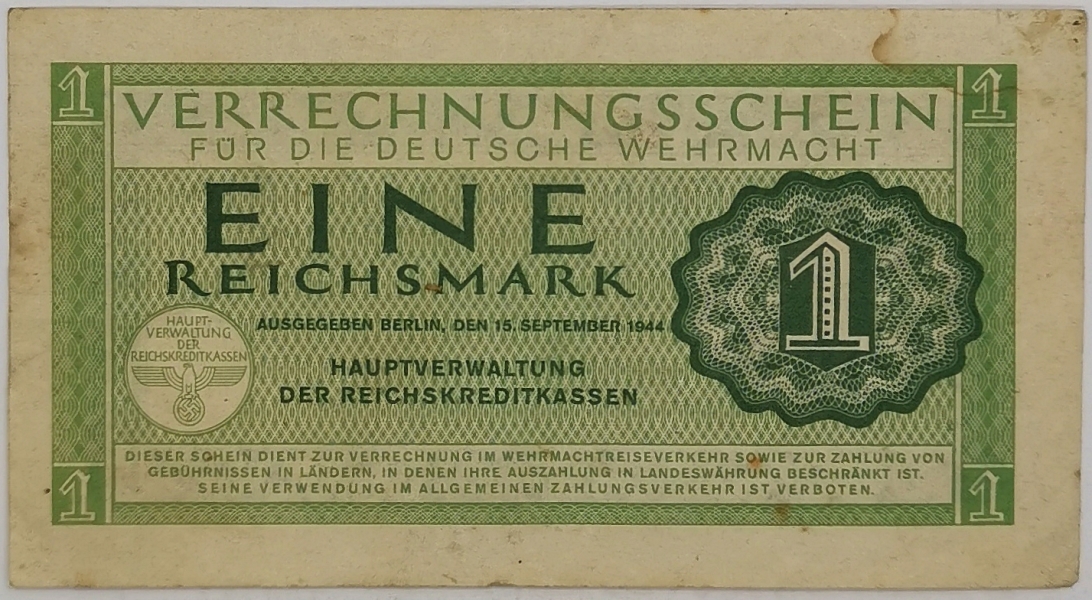 1
1
VERRECHNUNGSSCHEIN
FÜR DIE DEUTSCHE WEHRMACHT
EINE
REICHSMARK
1
AUSGEGEBEN BERLIN, DEN 15. SEPTEMBER 1944
HAUPT-
VERWALTUNG
DER
REICHSKREDITKASSEN
HAUPTVERWALTUNG
DER REICHSKREDITKASSEN
DIESER SCHEIN DIENT ZUR VERRECHNUNG IM WEHRMACHTREISEVERKEHR SOWIE ZUR ZAHLUNG VON
GEBÜHRNISSEN IN LÄNDERN, IN DENEN IHRE AUSZAHLUNG IN LANDESWÄHRUNG BESCHRÄNKT IST.
SEINE VERWENDUNG IM ALLGEMEINEN ZAHLUNGSVERKEHR IST VERBOTEN.
1
1